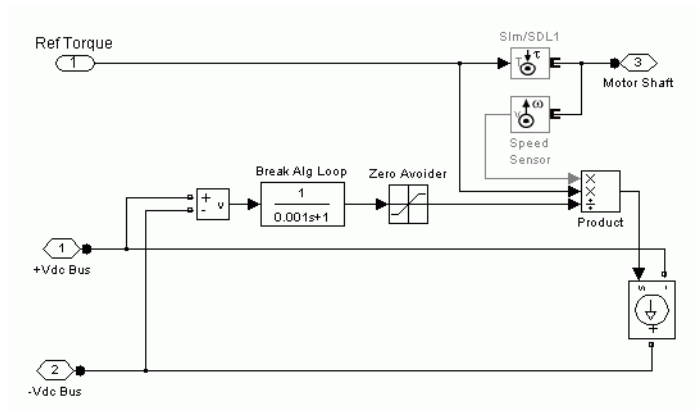 Ref Torque
1
Slm/SDL1
T τ
3
Motor Shaft
v ω
Speed
Sensor
Break Alg Loop
1
0.001s+1
Zero Avoider
+
-
v
×
×
÷
Product
1
+Vdc Bus
s -
+
2
-Vdc Bus